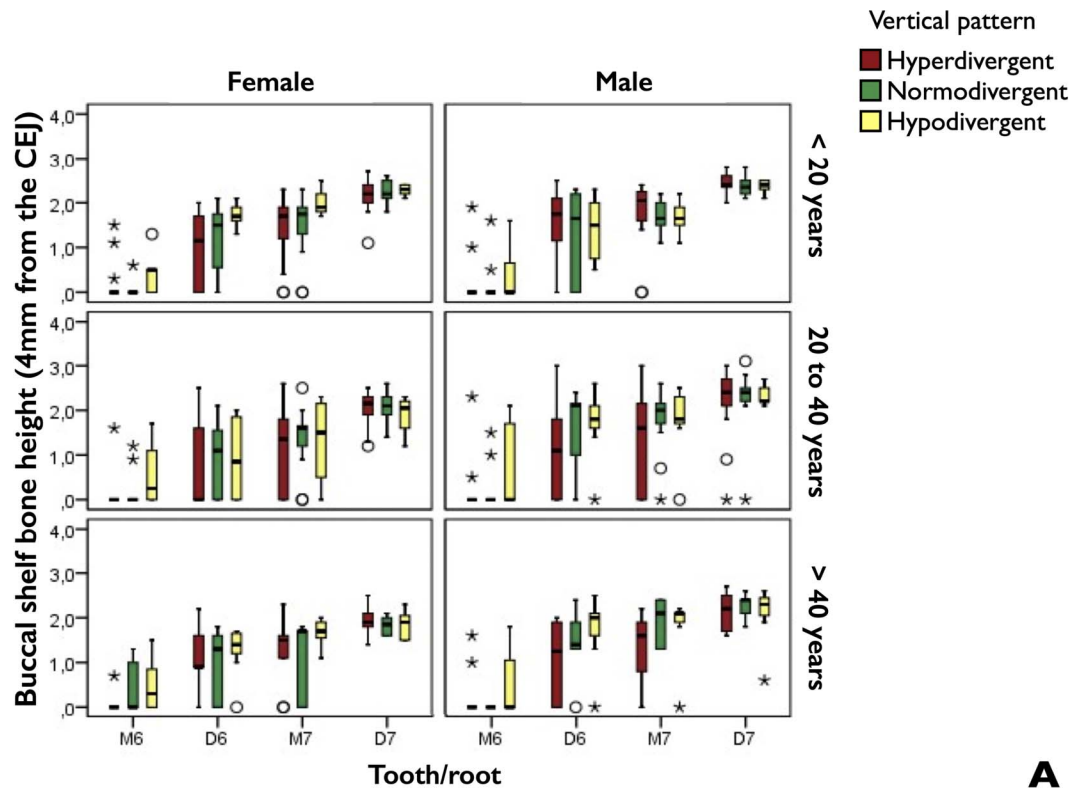 Vertical pattern
Hyperdivergent
Normodivergent
Hypodivergent
Female
Male
Buccal shelf bone height (4mm from the CEJ)
4,0
3,0
2,0
1,0
,0
< 20 years
4,0
3,0
2,0
1,0
,0
20 to 40 years
4,0
3,0
2,0
1,0
,0
> 40 years
M6 D6 M7 D7 M6 D6 M7 D7
Tooth/root
A